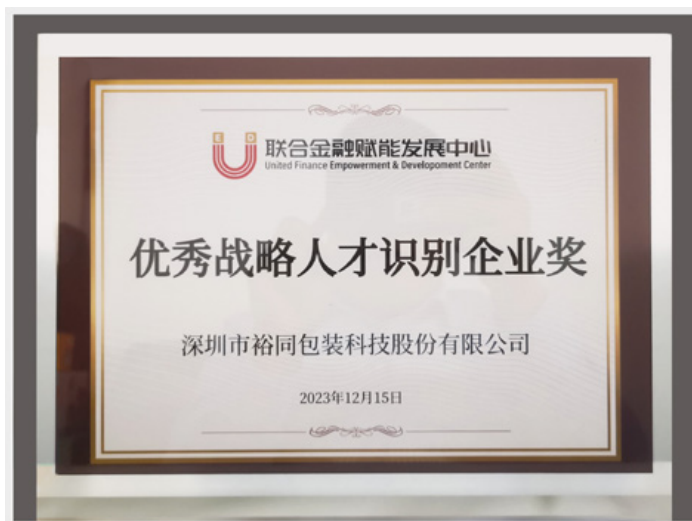 E D
联合金融赋能发展中心
United Finance Empowerment & Developoment Center
优秀战略人才识别企业奖
深圳市裕同包装科技股份有限公司
2023年12月15日